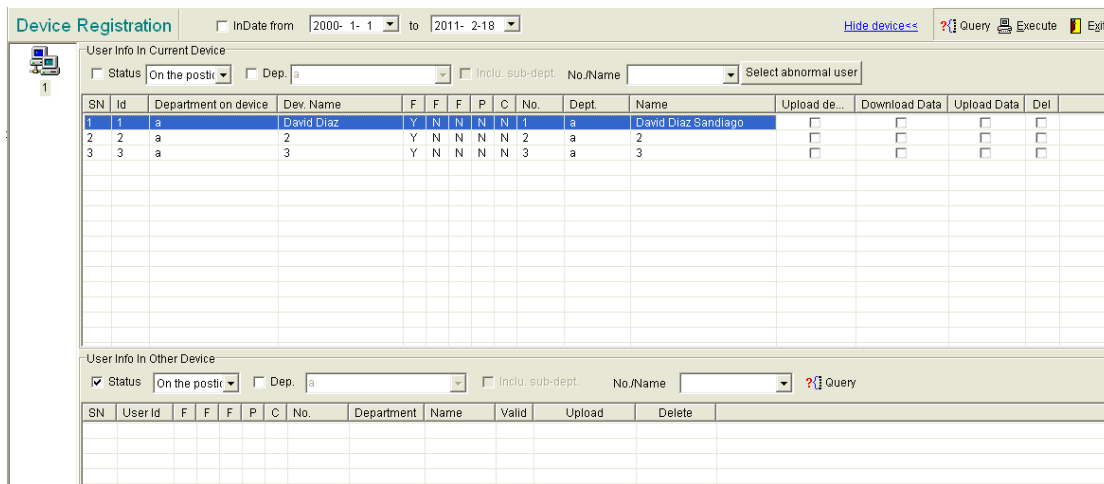 Device Registration InDate from 2000- 1- 1 to 2011- 2-18 Hide device<< ?{} Query Execute Exit
1
User Info In Current Device
Status On the postic Dep. a Inclu. sub-dept. No./Name Select abnormal user
SN Id Department on device Dev. Name F F F P C No. Dept. Name Upload de... Download Data Upload Data Del
1 1 a David Diaz Y N N N N 1 a David Diaz Sandiago
2 2 a 2 Y N N N N 2 a 2
3 3 a 3 Y N N N N 3 a 3
User Info In Other Device
Status On the postic Dep. a Inclu. sub-dept. No./Name ?{} Query
SN User Id F F F P C No. Department Name Valid Upload Delete